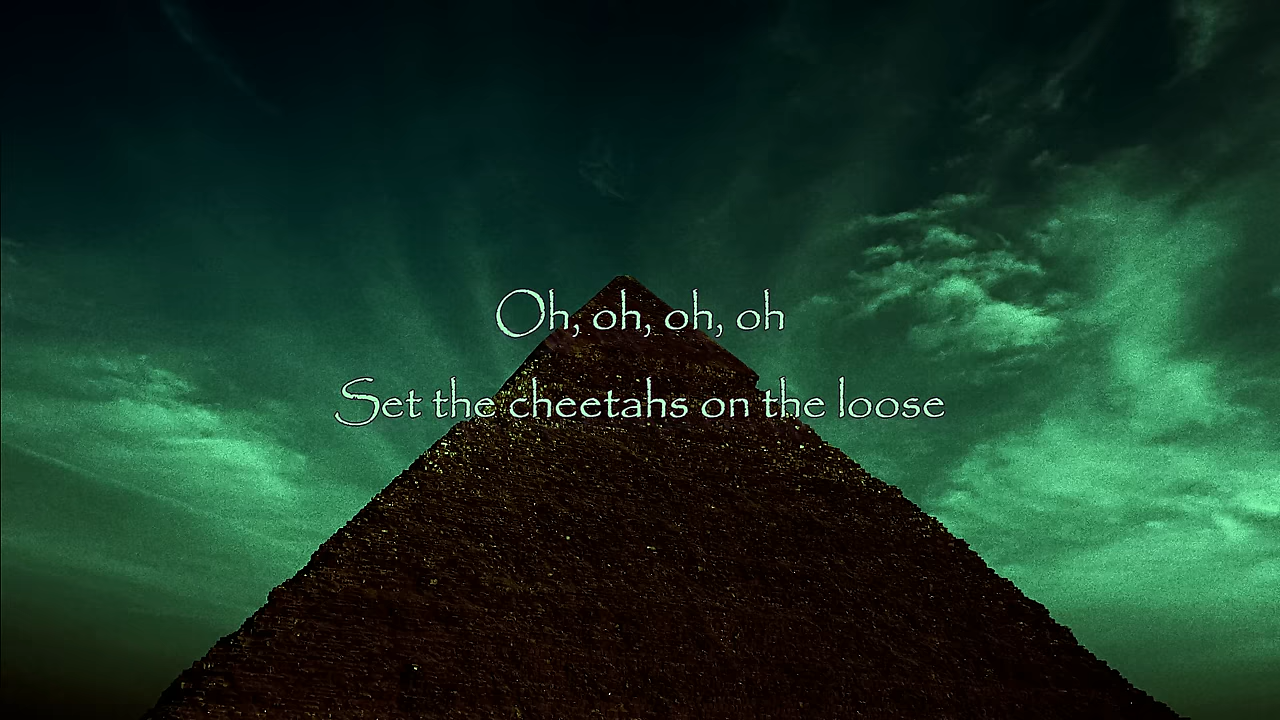 Oh, oh, oh, oh
Set the cheetahs on the loose